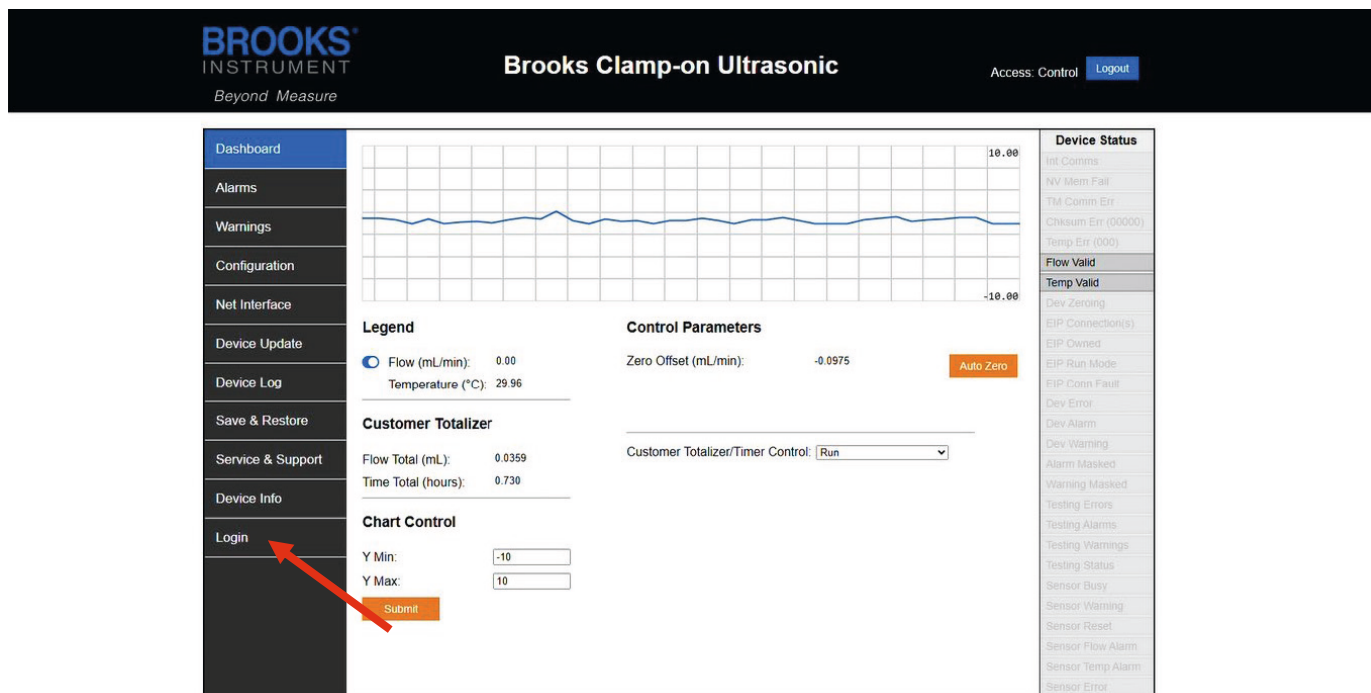 BROOKS
INSTRUMENT
Beyond Measure
Brooks Clamp-on Ultrasonic
Access: Control
Logout
Dashboard
Alarms
Warnings
Configuration
Net Interface
Device Update
Device Log
Save & Restore
Service & Support
Device Info
Login
10.00
-10.00
Legend
Flow (mL/min): 0.00
Temperature (°C): 29.96
Customer Totalizer
Flow Total (mL): 0.0359
Time Total (hours): 0.730
Chart Control
Y Min: -10
Y Max: 10
Submit
Control Parameters
Zero Offset (mL/min): -0.0975
Auto Zero
Customer Totalizer/Timer Control: Run
Device Status
Int Comms
NV Mem Fail
TM Comm Err
Chksum Err (00000)
Temp Err (000)
Flow Valid
Temp Valid
Dev Zeroing
EIP Connection(s)
EIP Owned
EIP Run Mode
EIP Conn Fault
Dev Error
Dev Alarm
Dev Warning
Alarm Masked
Warning Masked
Testing Errors
Testing Alarms
Testing Warnings
Testing Status
Sensor Busy
Sensor Warning
Sensor Reset
Sensor Flow Alarm
Sensor Temp Alarm
Sensor Error